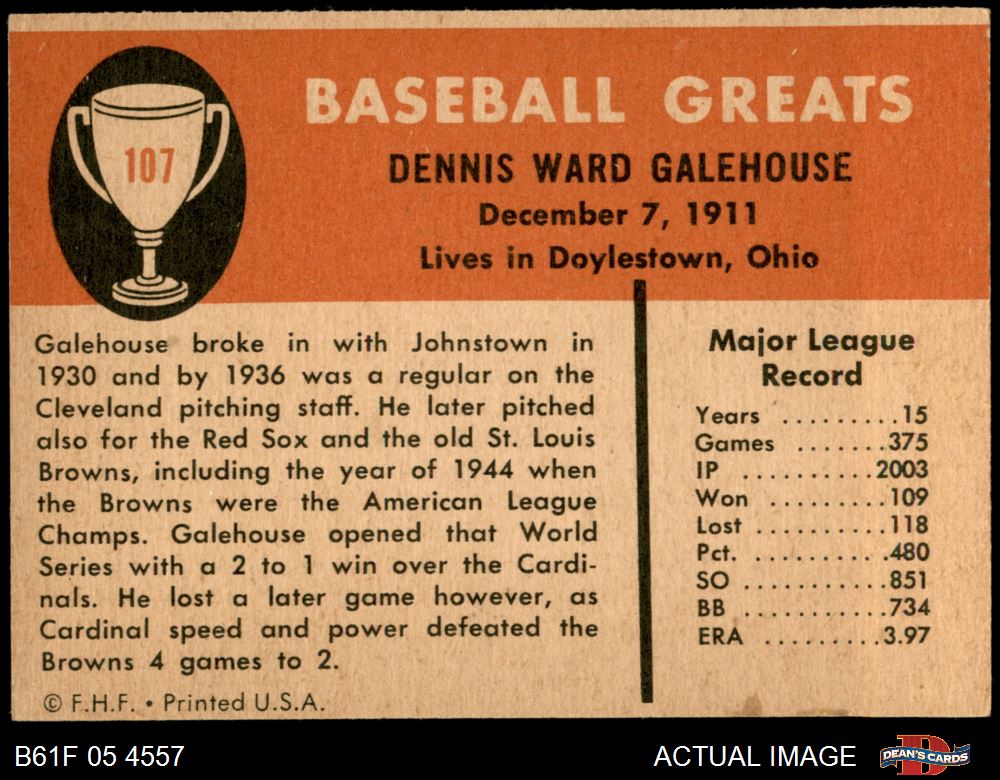 107
BASEBALL GREATS
DENNIS WARD GALEHOUSE
December 7, 1911
Lives in Doylestown, Ohio
Galehouse broke in with Johnstown in
1930 and by 1936 was a regular on the
Cleveland pitching staff. He later pitched
also for the Red Sox and the old St. Louis
Browns, including the year of 1944 when
the Browns were the American League
Champs. Galehouse opened that World
Series with a 2 to 1 win over the Cardi-
nals. He lost a later game however, as
Cardinal speed and power defeated the
Browns 4 games to 2.
© F.H.F. • Printed U.S.A.
Major League
Record
Years .........15
Games .......375
IP ..........2003
Won .........109
Lost ..........118
Pct. ..........480
SO ...........851
BB ...........734
ERA .........3.97
B61F 05 4557
ACTUAL IMAGE
D
DEAN'S CARDS